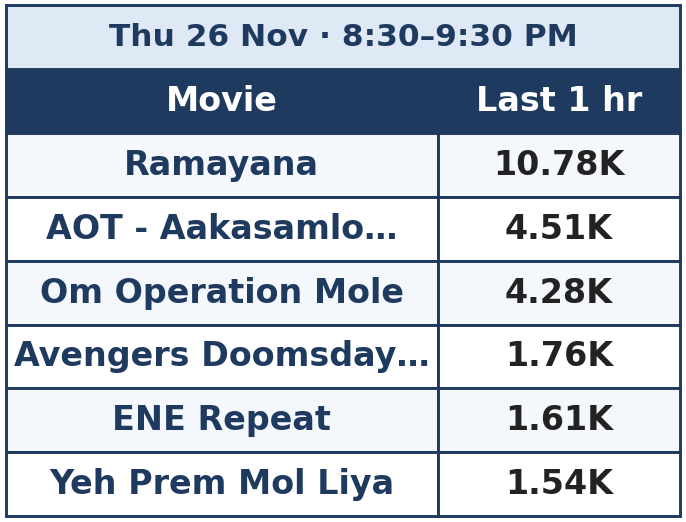 Thu 26 Nov · 8:30–9:30 PM
Movie Last 1 hr
Ramayana 10.78K
AOT - Aakasamlo... 4.51K
Om Operation Mole 4.28K
Avengers Doomsday... 1.76K
ENE Repeat 1.61K
Yeh Prem Mol Liya 1.54K